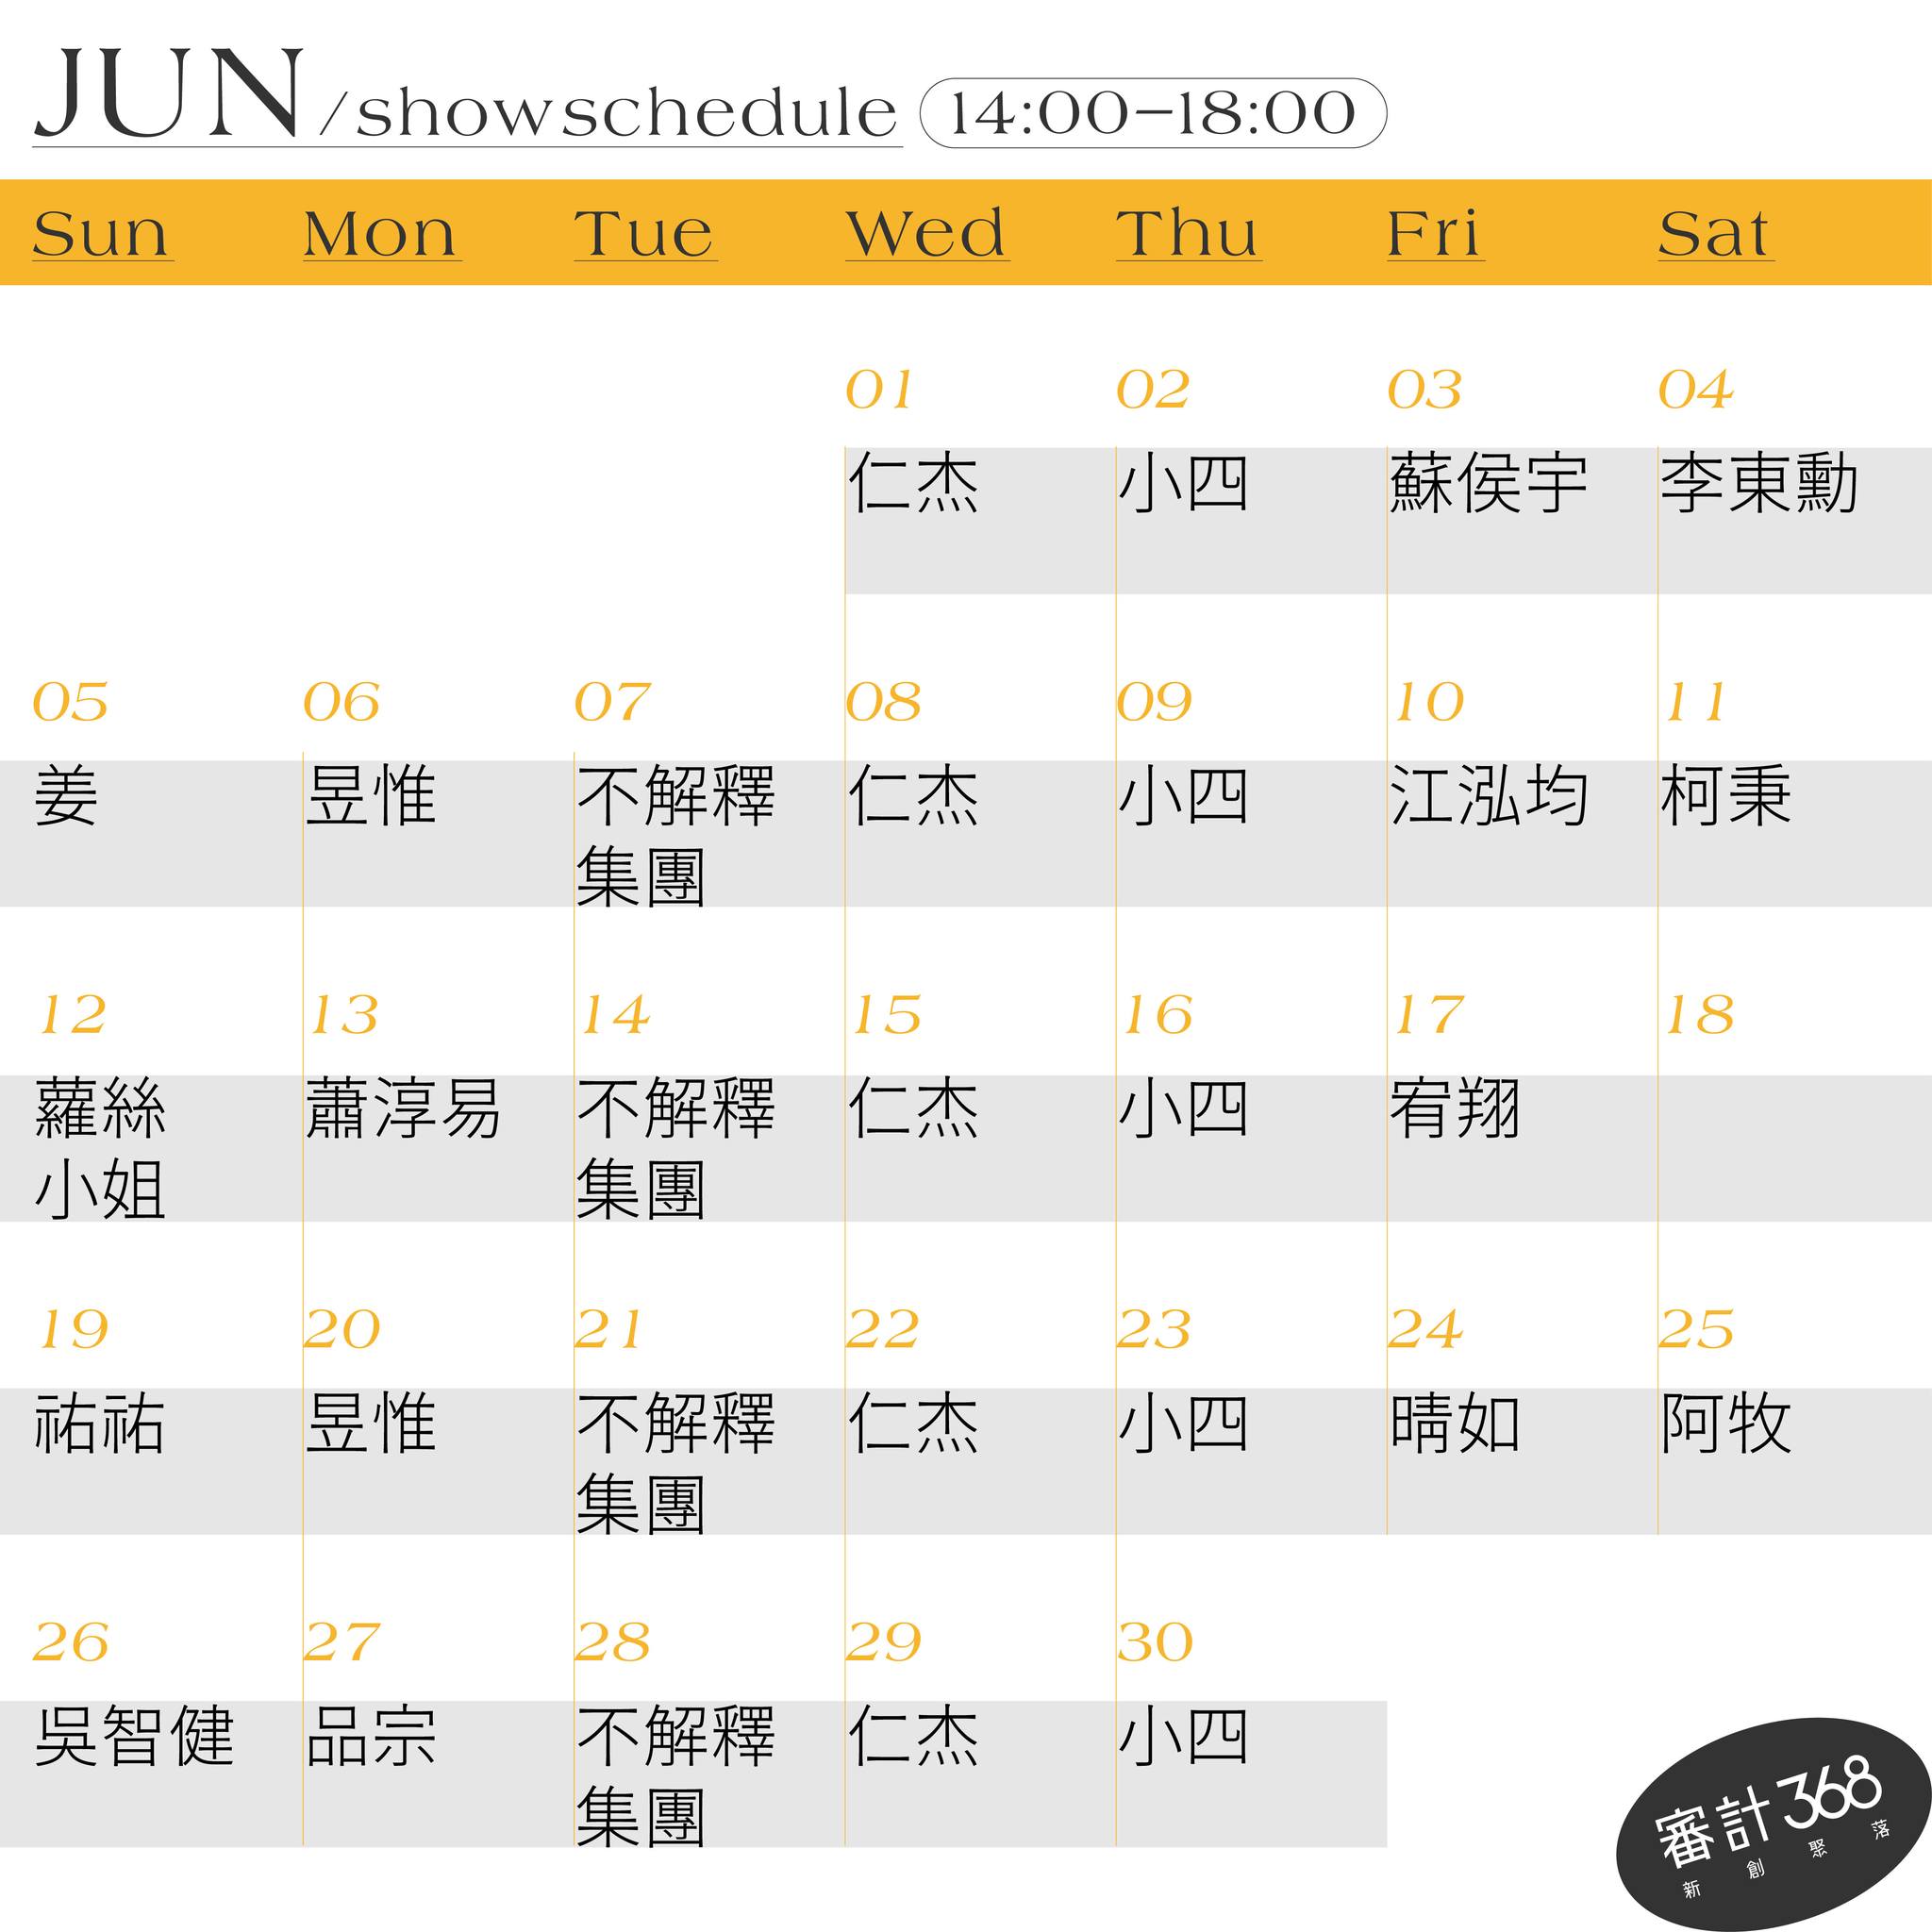 JUN/showschedule 14:00–18:00
Sun Mon Tue Wed Thu Fri Sat
01 02 03 04
仁杰 小四 蘇侯宇 李東勳
05 06 07 08 09 10 11
姜 昱惟 不解釋 仁杰 小四 江泓均 柯秉
集團
12 13 14 15 16 17 18
蘿絲 蕭淳易 不解釋 仁杰 小四 宥翔
小姐 集團
19 20 21 22 23 24 25
祐祐 昱惟 不解釋 仁杰 小四 晴如 阿牧
集團
26 27 28 29 30
吳智健 品宗 不解釋 仁杰 小四
集團
審計368
新創聚落